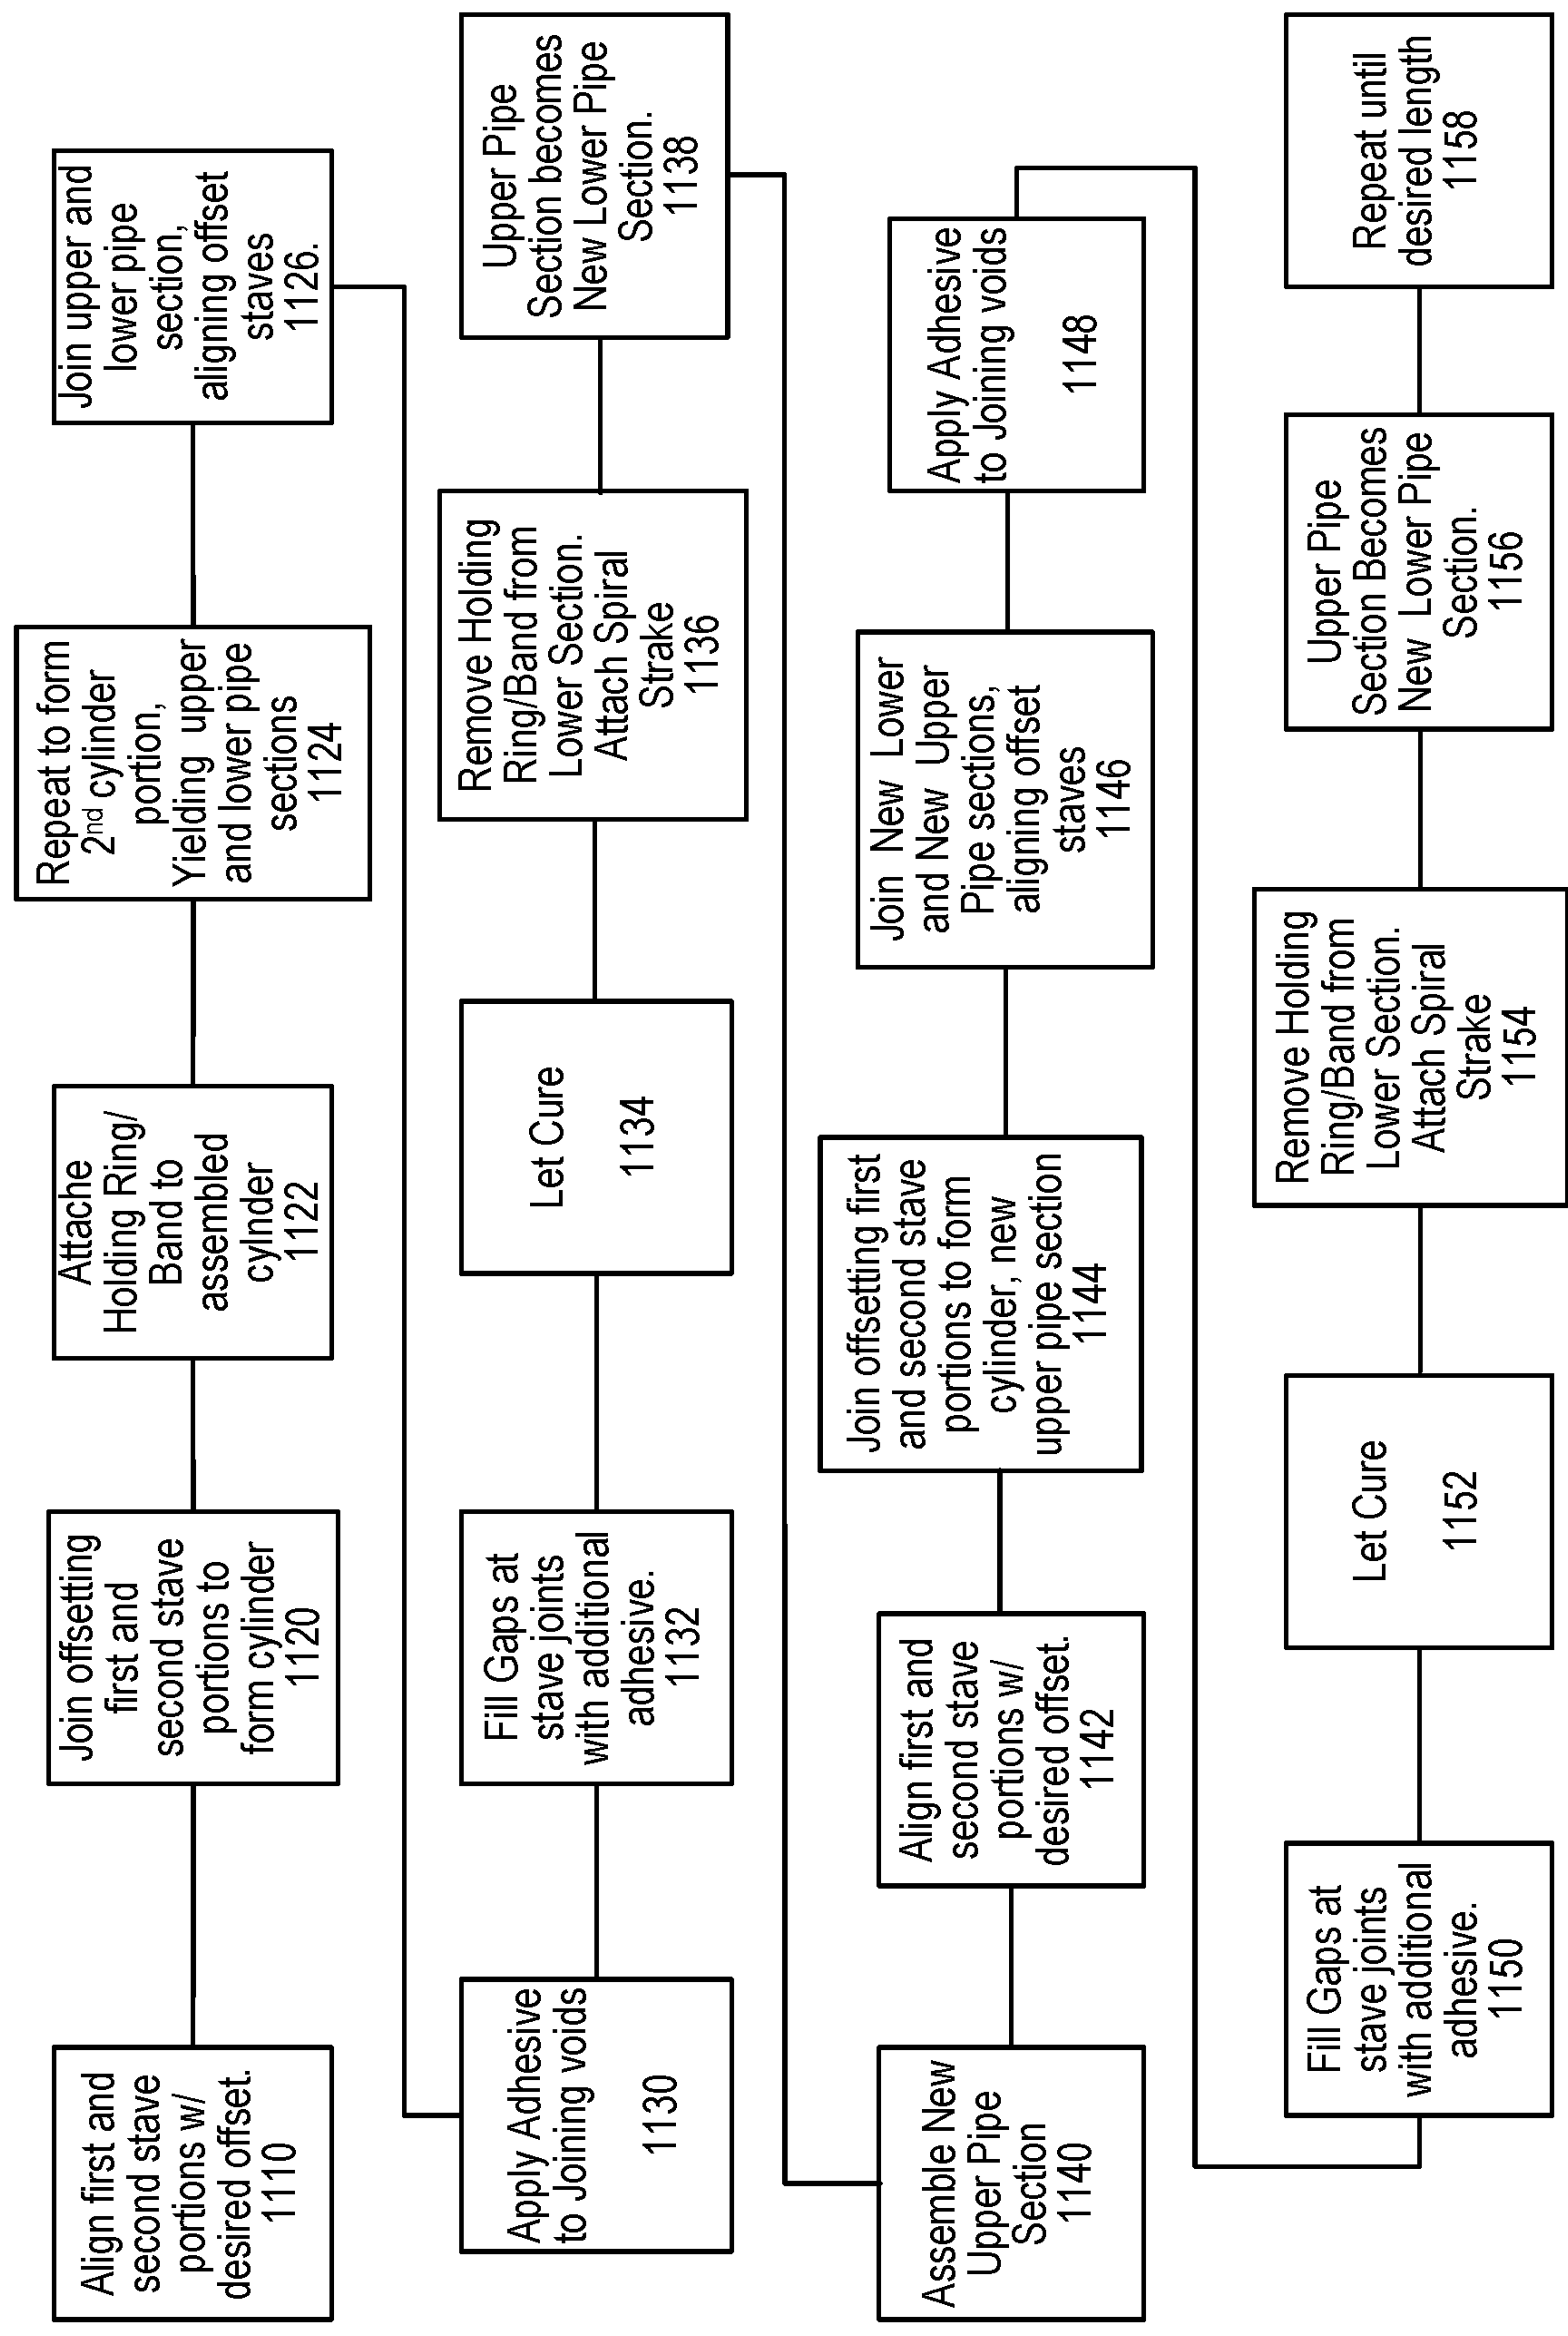 Align first and
second stave
portions w/
desired offset.
1110
Join offsetting
first and
second stave
portions to
form cylinder
1120
Attache
Holding Ring/
Band to
assembled
cylnder
1122
Repeat to form
2nd cylinder
portion,
Yielding upper
and lower pipe
sections
1124
Join upper and
lower pipe
section,
aligning offset
staves
1126.
Apply Adhesive
to Joining voids
1130
Fill Gaps at
stave joints
with additional
adhesive.
1132
Let Cure
1134
Remove Holding
Ring/Band from
Lower Section.
Attach Spiral
Strake
1136
Upper Pipe
Section becomes
New Lower Pipe
Section.
1138
Assemble New
Upper Pipe
Section
1140
Align first and
second stave
portions w/
desired offset.
1142
Join offsetting first
and second stave
portions to form
cylinder, new
upper pipe section
1144
Join New Lower
and New Upper
Pipe sections,
aligning offset
staves
1146
Apply Adhesive
to Joining voids
1148
Fill Gaps at
stave joints
with additional
adhesive.
1150
Let Cure
1152
Remove Holding
Ring/Band from
Lower Section.
Attach Spiral
Strake
1154
Upper Pipe
Section Becomes
New Lower Pipe
Section.
1156
Repeat until
desired length
1158